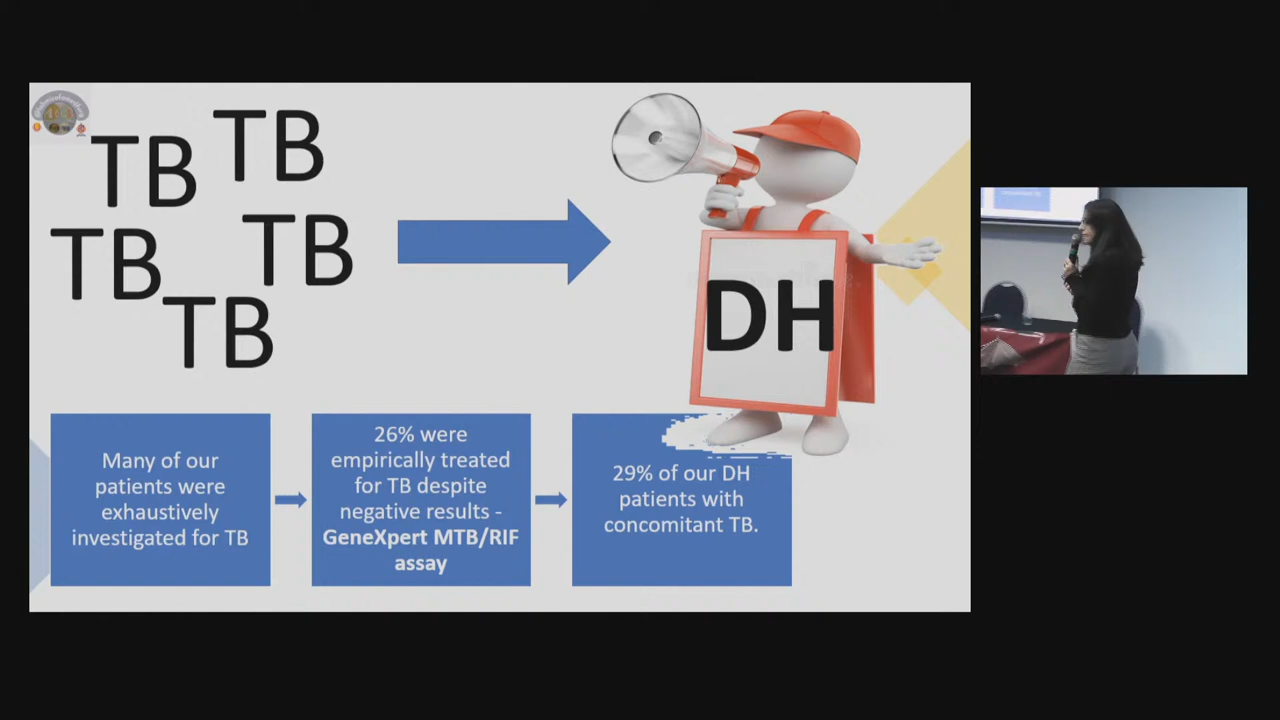 TB
TB
TB
TB
TB
DH
Many of our
patients were
exhaustively
investigated for TB
26% were
empirically treated
for TB despite
negative results -
GeneXpert MTB/RIF
assay
29% of our DH
patients with
concomitant TB.